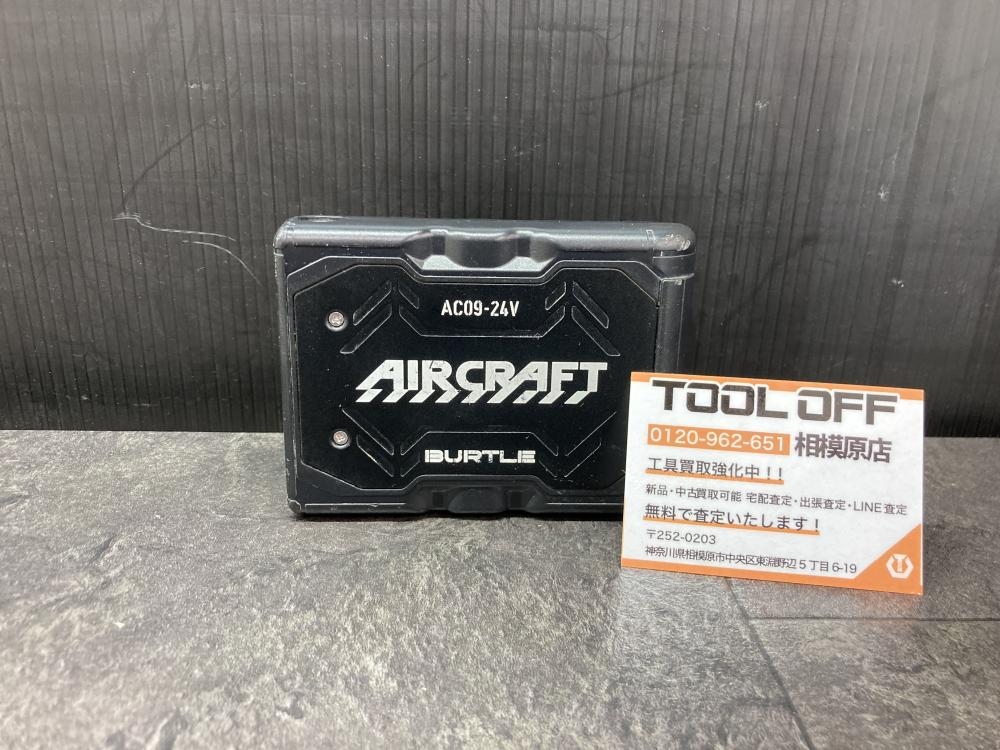 AC09-24V
AIRCRAFT
BURTLE
TOOL OFF
0120-962-651 相模原店
工具買取強化中！！
新品・中古買取可能 宅配査定・出張査定・LINE査定
無料で査定いたします！
〒252-0203
神奈川県相模原市中央区東淵野辺５丁目6-19